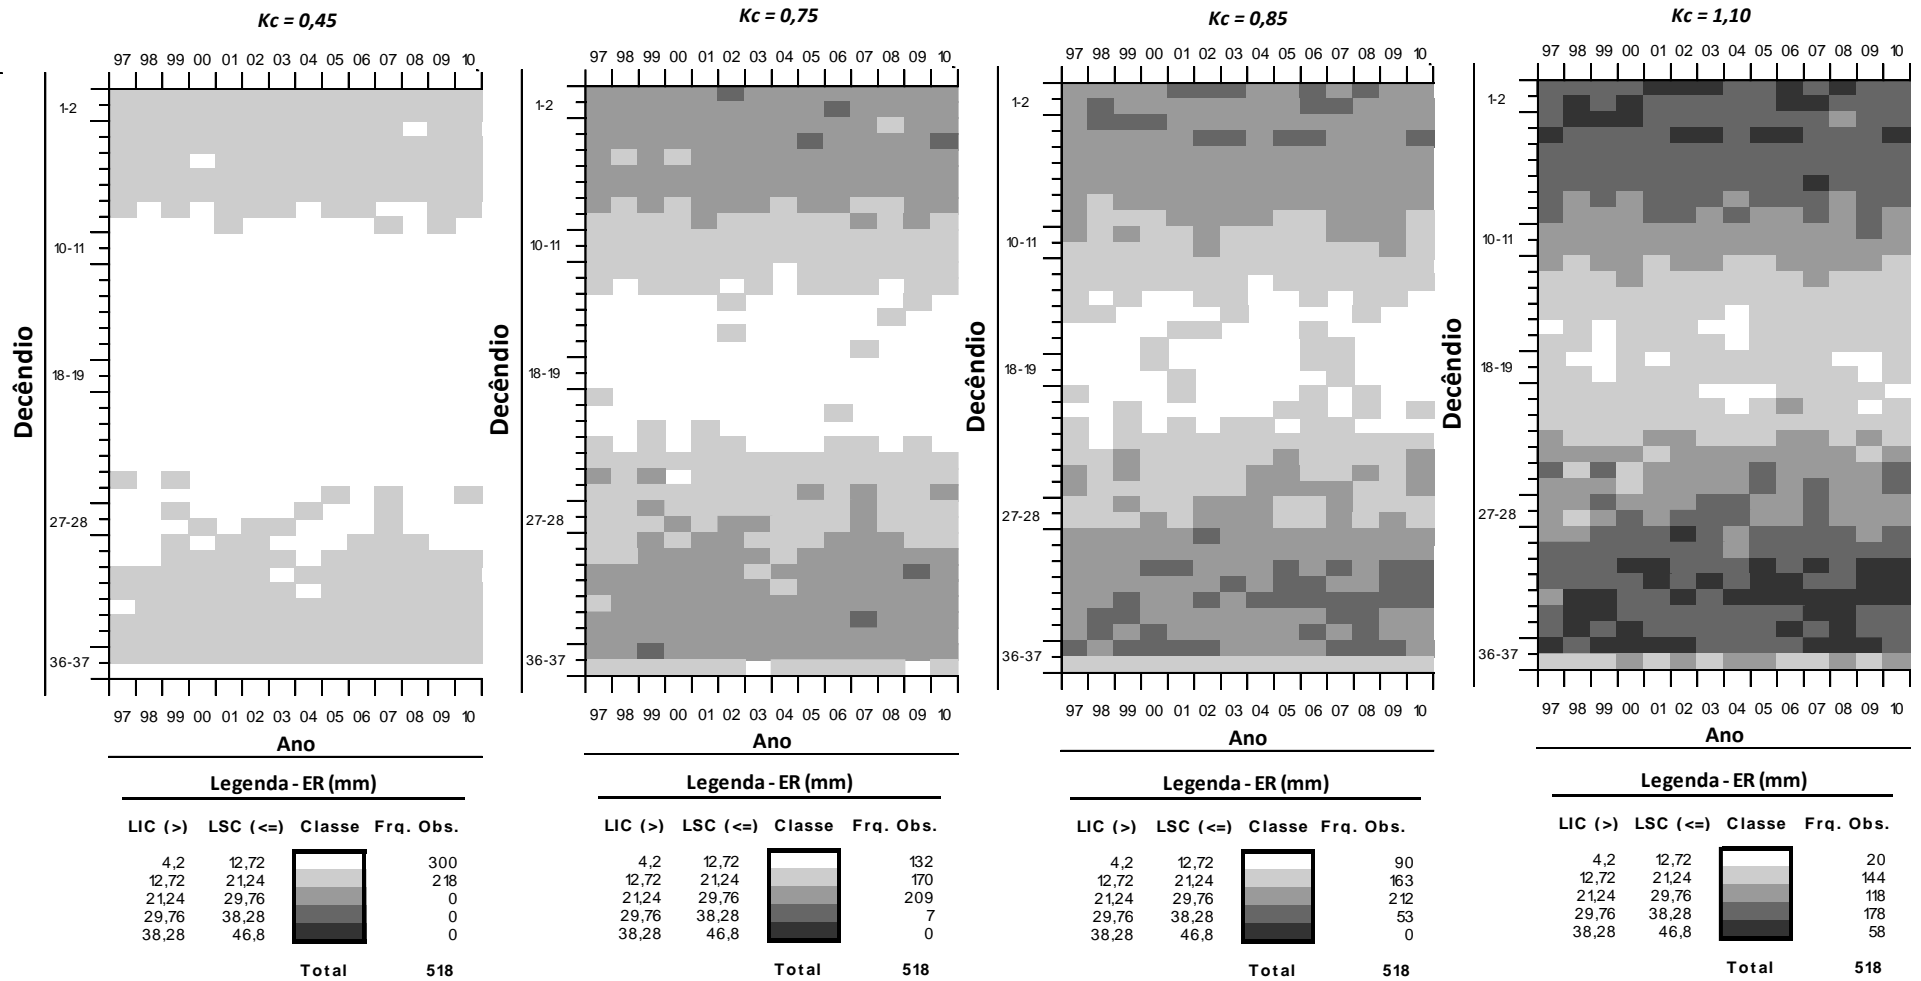 Kc = 0,45
97 98 99 00 01 02 03 04 05 06 07 08 09 10
1-2
10-11
18-19
27-28
36-37
Decêndio
97 98 99 00 01 02 03 04 05 06 07 08 09 10
Ano
Legenda - ER (mm)
LIC (>) LSC (<=) Classe Frq. Obs.
4,2 12,72 300
12,72 21,24 218
21,24 29,76 0
29,76 38,28 0
38,28 46,8 0
Total 518
Kc = 0,75
97 98 99 00 01 02 03 04 05 06 07 08 09 10
1-2
10-11
18-19
27-28
36-37
Decêndio
97 98 99 00 01 02 03 04 05 06 07 08 09 10
Ano
Legenda - ER (mm)
LIC (>) LSC (<=) Classe Frq. Obs.
4,2 12,72 132
12,72 21,24 170
21,24 29,76 209
29,76 38,28 7
38,28 46,8 0
Total 518
Kc = 0,85
97 98 99 00 01 02 03 04 05 06 07 08 09 10
1-2
10-11
18-19
27-28
36-37
Decêndio
97 98 99 00 01 02 03 04 05 06 07 08 09 10
Ano
Legenda - ER (mm)
LIC (>) LSC (<=) Classe Frq. Obs.
4,2 12,72 90
12,72 21,24 163
21,24 29,76 212
29,76 38,28 53
38,28 46,8 0
Total 518
Kc = 1,10
97 98 99 00 01 02 03 04 05 06 07 08 09 10
1-2
10-11
18-19
27-28
36-37
Decêndio
97 98 99 00 01 02 03 04 05 06 07 08 09 10
Ano
Legenda - ER (mm)
LIC (>) LSC (<=) Classe Frq. Obs.
4,2 12,72 20
12,72 21,24 144
21,24 29,76 118
29,76 38,28 178
38,28 46,8 58
Total 518